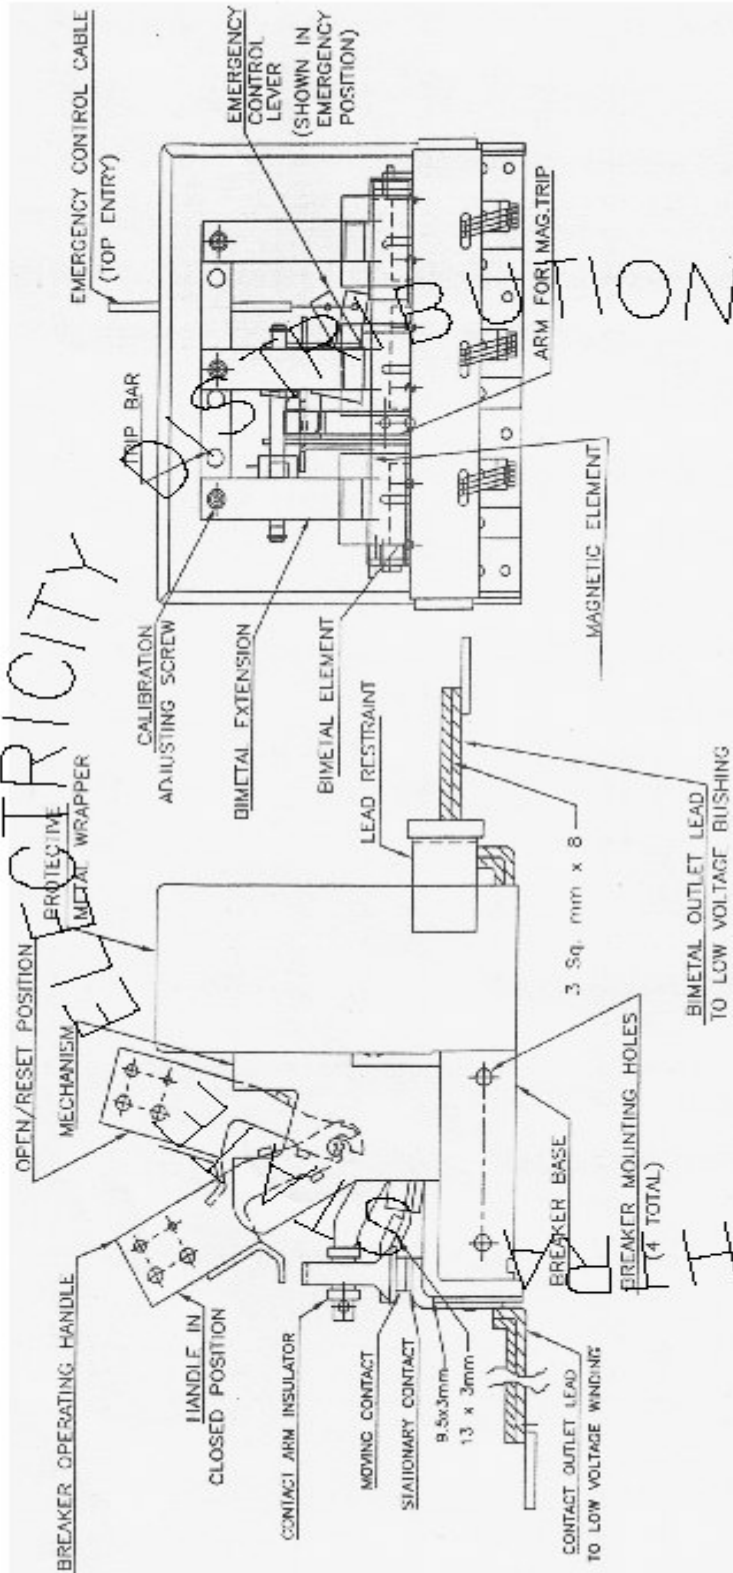 BREAKER OPERATING HANDLE
OPEN/RESET POSITION
MECHANISM
BROTECTIVE
METAL WRAPPER
HANDLE IN
CLOSED POSITION
CONTACT ARM INSULATOR
MOVING CONTACT
STATIONARY CONTACT
9.5x3mm
13 x 3mm
CONTACT OUTLET LEAD
TO LOW VOLTAGE WINDING
BREAKER BASE
BREAKER MOUNTING HOLES
(4 TOTAL)
LEAD RESTRAINT
3 Sq. mm x 8
BIMETAL OUTLET LEAD
TO LOW VOLTAGE BUSHING
EMERGENCY CONTROL CABLE
(TOP ENTRY)
TRIP BAR
CALIBRATION
ADJUSTING SCREW
BIMETAL EXTENSION
BIMETAL ELEMENT
EMERGENCY
CONTROL
LEVER
(SHOWN IN
EMERGENCY
POSITION)
ARM FOR MAG.TRIP
MAGNETIC ELEMENT
ELECTRICITY DISTRIBUTION